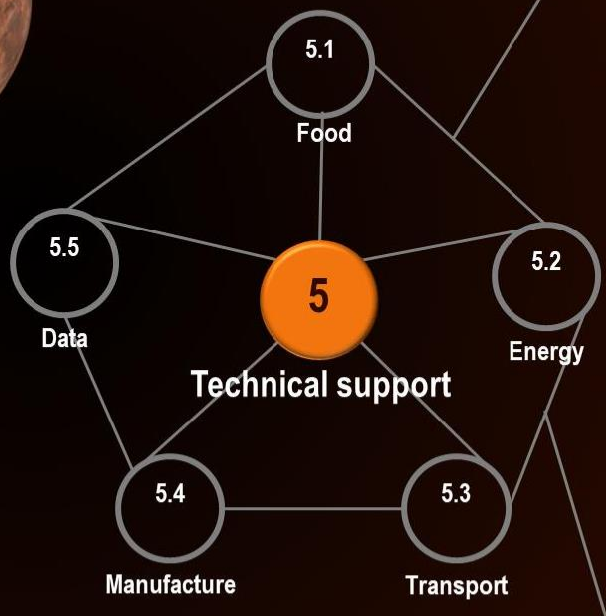 5.1
Food
5.5
Data
5.2
Energy
5
Technical support
5.4
Manufacture
5.3
Transport